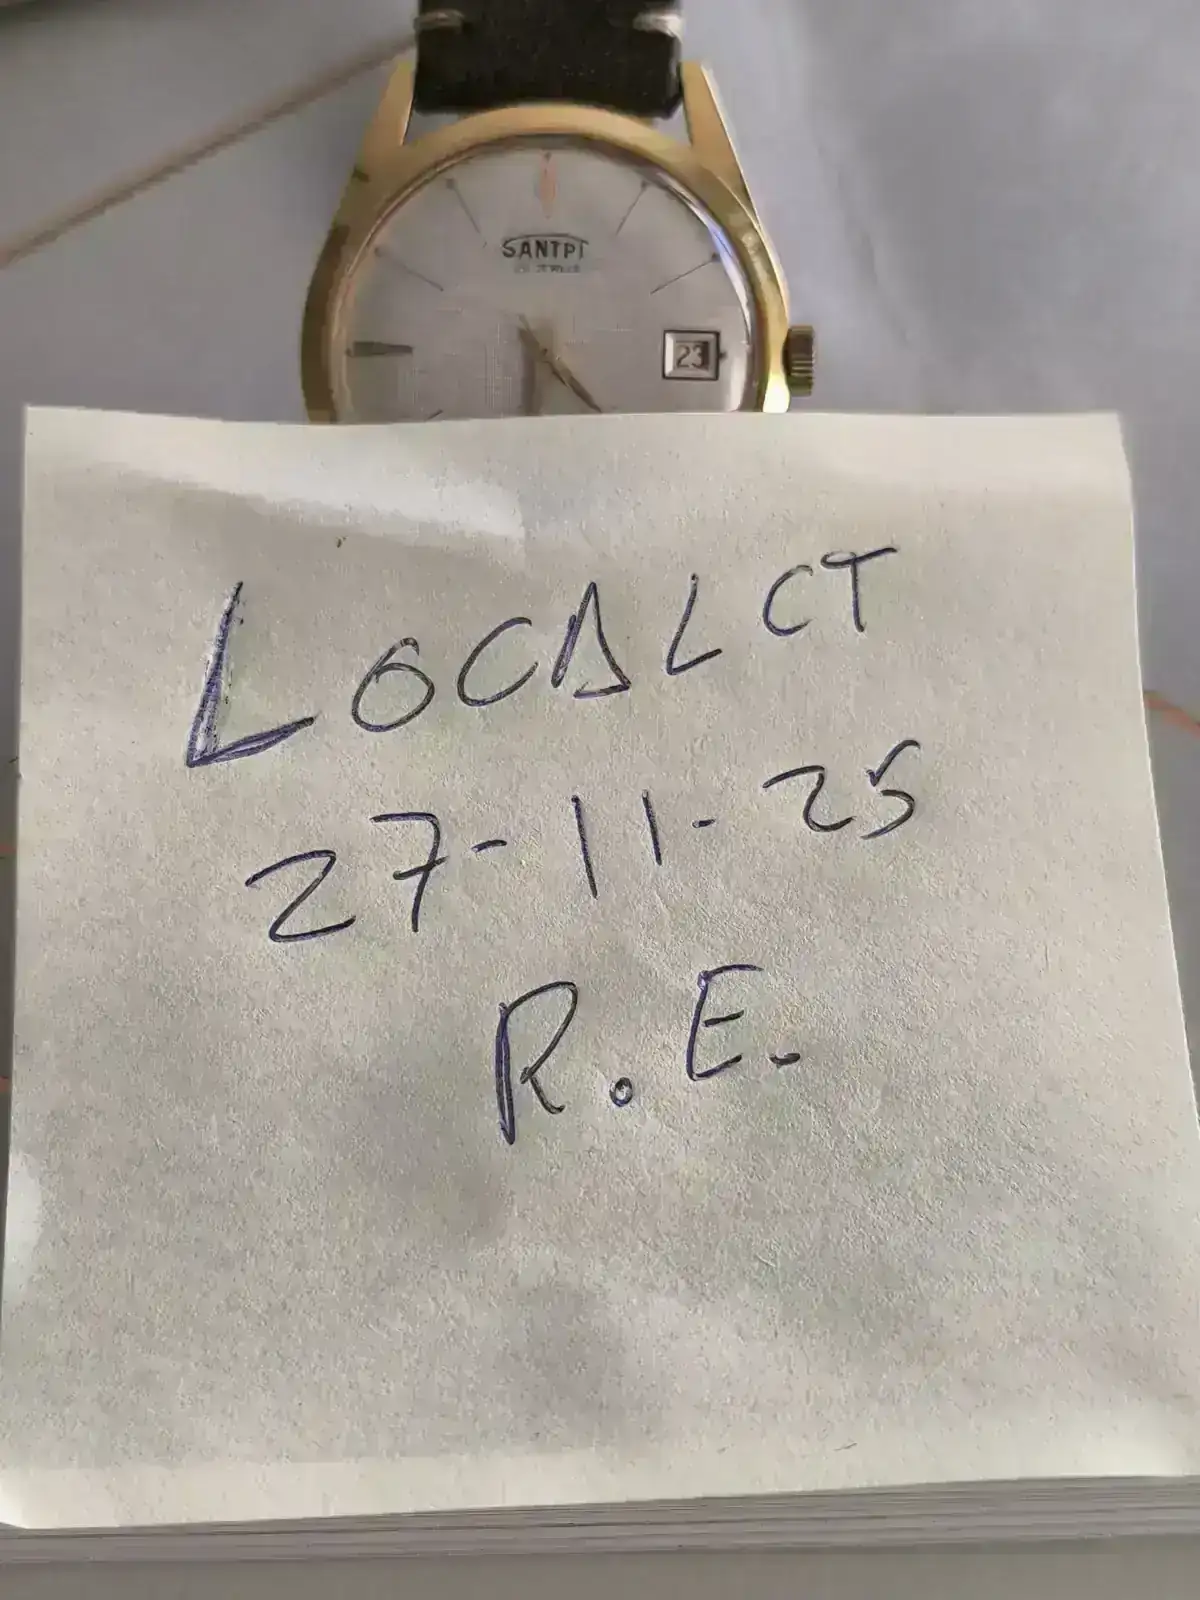 SANTPI
23
LOCALCT
27-11-25
R.E.